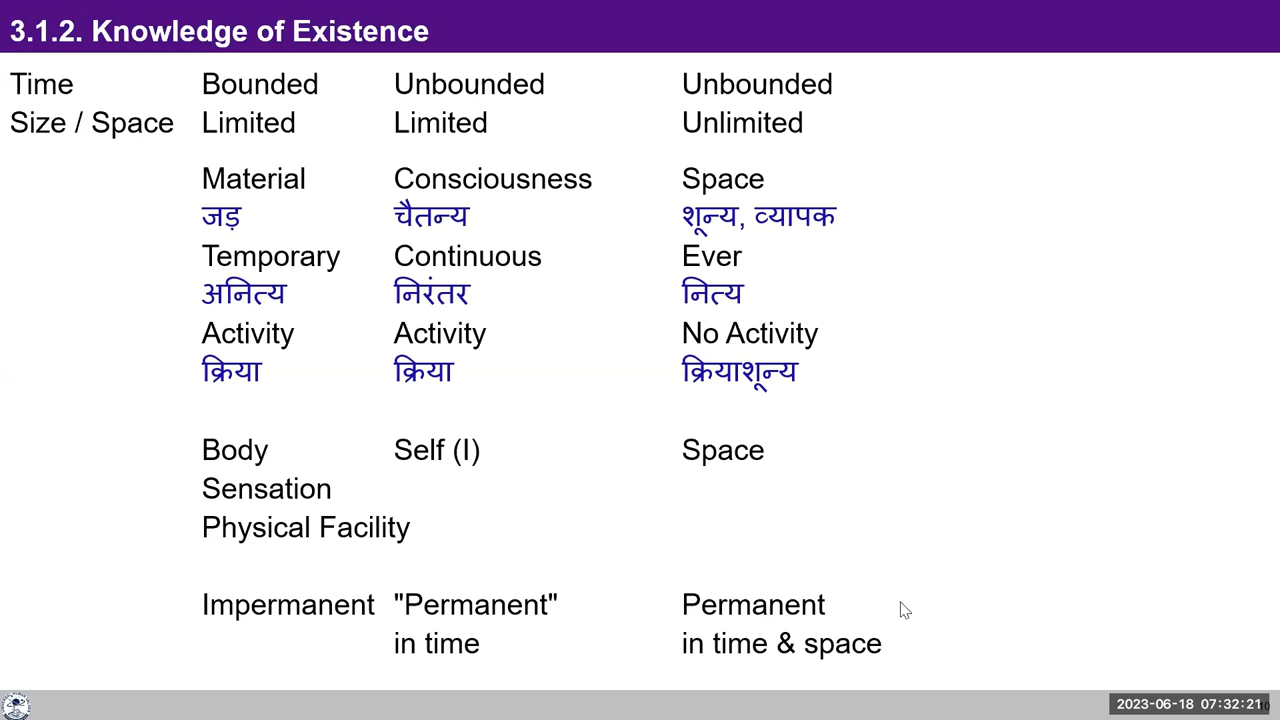 3.1.2. Knowledge of Existence
Time Bounded Unbounded Unbounded
Size / Space Limited Limited Unlimited
Material Consciousness Space
जड़ चैतन्य शून्य, व्यापक
Temporary Continuous Ever
अनित्य निरंतर नित्य
Activity Activity No Activity
क्रिया क्रिया क्रियाशून्य
Body Self (I) Space
Sensation
Physical Facility
Impermanent "Permanent" Permanent
in time in time & space
2023-06-18 07:32:21